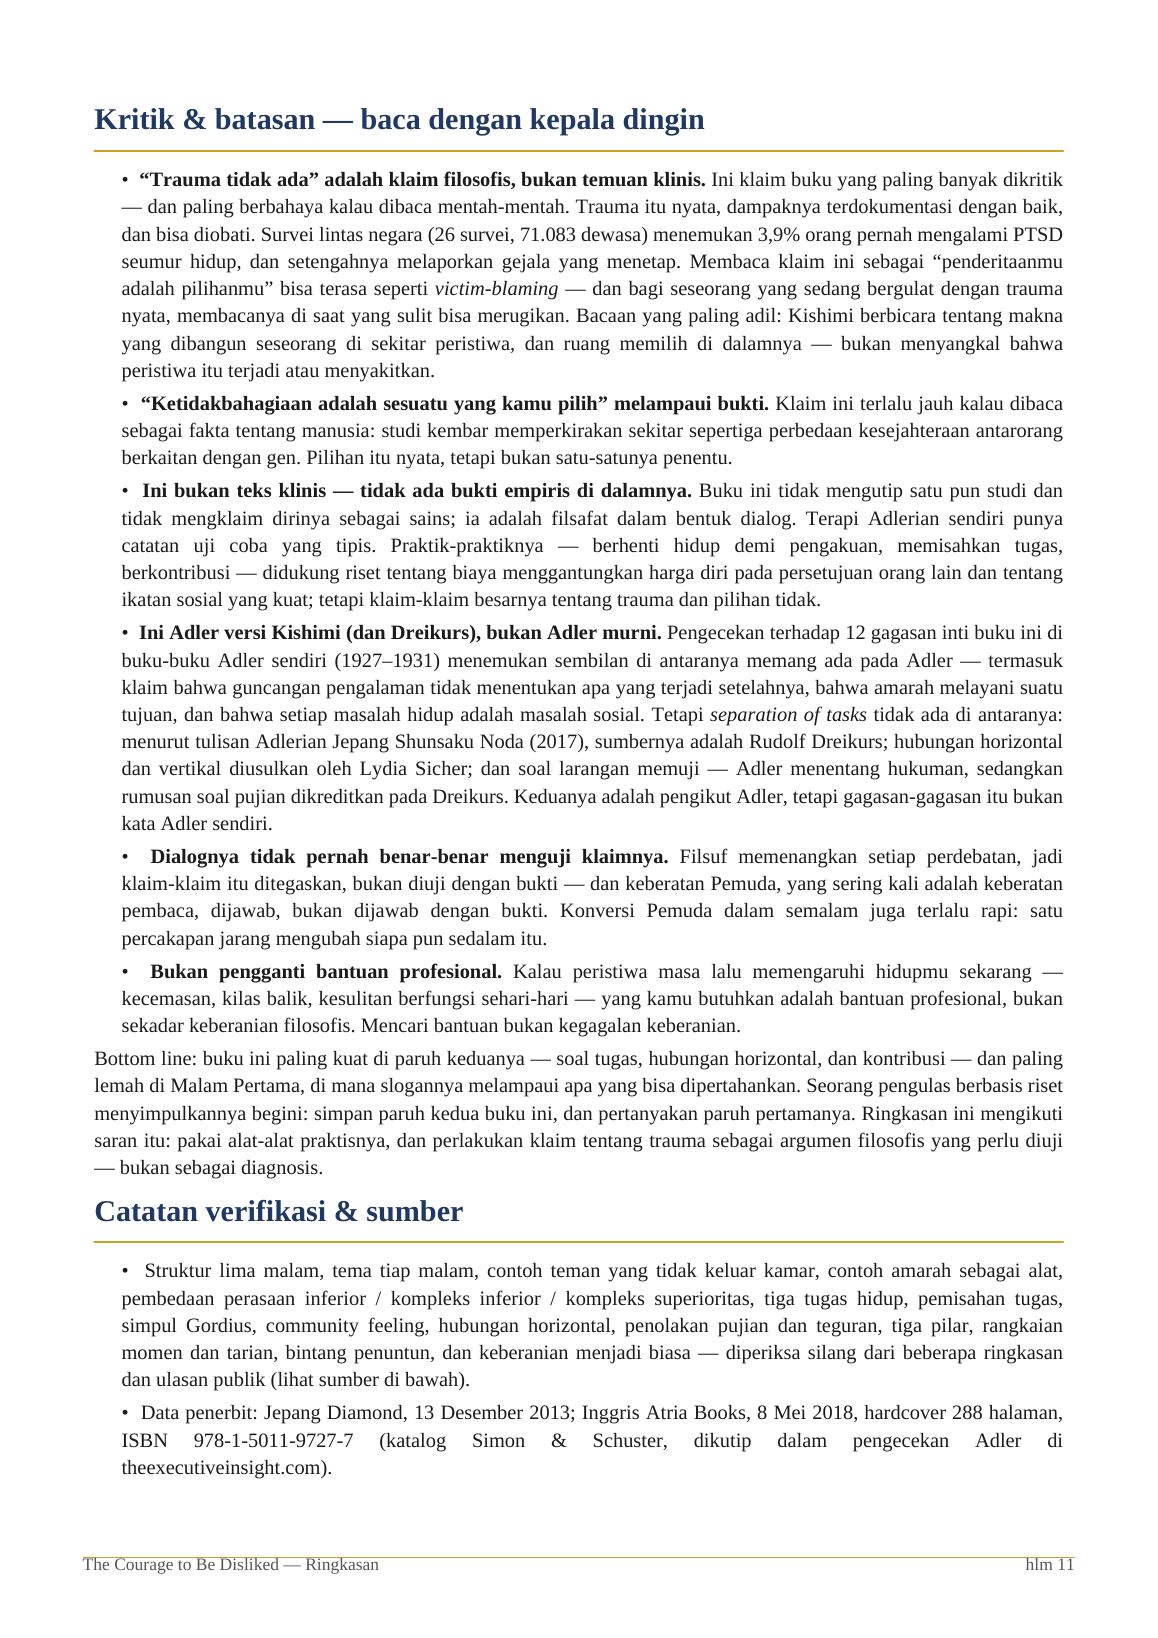 Kritik & batasan — baca dengan kepala dingin
• “Trauma tidak ada” adalah klaim filosofis, bukan temuan klinis. Ini klaim buku yang paling banyak dikritik
— dan paling berbahaya kalau dibaca mentah-mentah. Trauma itu nyata, dampaknya terdokumentasi dengan baik,
dan bisa diobati. Survei lintas negara (26 survei, 71.083 dewasa) menemukan 3,9% orang pernah mengalami PTSD
seumur hidup, dan setengahnya melaporkan gejala yang menetap. Membaca klaim ini sebagai “penderitaanmu
adalah pilihanmu” bisa terasa seperti victim-blaming — dan bagi seseorang yang sedang bergulat dengan trauma
nyata, membacanya di saat yang sulit bisa merugikan. Bacaan yang paling adil: Kishimi berbicara tentang makna
yang dibangun seseorang di sekitar peristiwa, dan ruang memilih di dalamnya — bukan menyangkal bahwa
peristiwa itu terjadi atau menyakitkan.
• “Ketidakbahagiaan adalah sesuatu yang kamu pilih” melampaui bukti. Klaim ini terlalu jauh kalau dibaca
sebagai fakta tentang manusia: studi kembar memperkirakan sekitar sepertiga perbedaan kesejahteraan antarorang
berkaitan dengan gen. Pilihan itu nyata, tetapi bukan satu-satunya penentu.
• Ini bukan teks klinis — tidak ada bukti empiris di dalamnya. Buku ini tidak mengutip satu pun studi dan
tidak mengklaim dirinya sebagai sains; ia adalah filsafat dalam bentuk dialog. Terapi Adlerian sendiri punya
catatan uji coba yang tipis. Praktik-praktiknya — berhenti hidup demi pengakuan, memisahkan tugas,
berkontribusi — didukung riset tentang biaya menggantungkan harga diri pada persetujuan orang lain dan tentang
ikatan sosial yang kuat; tetapi klaim-klaim besarnya tentang trauma dan pilihan tidak.
• Ini Adler versi Kishimi (dan Dreikurs), bukan Adler murni. Pengecekan terhadap 12 gagasan inti buku ini di
buku-buku Adler sendiri (1927–1931) menemukan sembilan di antaranya memang ada pada Adler — termasuk
klaim bahwa guncangan pengalaman tidak menentukan apa yang terjadi setelahnya, bahwa amarah melayani suatu
tujuan, dan bahwa setiap masalah hidup adalah masalah sosial. Tetapi separation of tasks tidak ada di antaranya:
menurut tulisan Adlerian Jepang Shunsaku Noda (2017), sumbernya adalah Rudolf Dreikurs; hubungan horizontal
dan vertikal diusulkan oleh Lydia Sicher; dan soal larangan memuji — Adler menentang hukuman, sedangkan
rumusan soal pujian dikreditkan pada Dreikurs. Keduanya adalah pengikut Adler, tetapi gagasan-gagasan itu bukan
kata Adler sendiri.
• Dialognya tidak pernah benar-benar menguji klaimnya. Filsuf memenangkan setiap perdebatan, jadi
klaim-klaim itu ditegaskan, bukan diuji dengan bukti — dan keberatan Pemuda, yang sering kali adalah keberatan
pembaca, dijawab, bukan dijawab dengan bukti. Konversi Pemuda dalam semalam juga terlalu rapi: satu
percakapan jarang mengubah siapa pun sedalam itu.
• Bukan pengganti bantuan profesional. Kalau peristiwa masa lalu memengaruhi hidupmu sekarang —
kecemasan, kilas balik, kesulitan berfungsi sehari-hari — yang kamu butuhkan adalah bantuan profesional, bukan
sekadar keberanian filosofis. Mencari bantuan bukan kegagalan keberanian.
Bottom line: buku ini paling kuat di paruh keduanya — soal tugas, hubungan horizontal, dan kontribusi — dan paling
lemah di Malam Pertama, di mana slogannya melampaui apa yang bisa dipertahankan. Seorang pengulas berbasis riset
menyimpulkannya begini: simpan paruh kedua buku ini, dan pertanyakan paruh pertamanya. Ringkasan ini mengikuti
saran itu: pakai alat-alat praktisnya, dan perlakukan klaim tentang trauma sebagai argumen filosofis yang perlu diuji
— bukan sebagai diagnosis.
Catatan verifikasi & sumber
• Struktur lima malam, tema tiap malam, contoh teman yang tidak keluar kamar, contoh amarah sebagai alat,
pembedaan perasaan inferior / kompleks inferior / kompleks superioritas, tiga tugas hidup, pemisahan tugas,
simpul Gordius, community feeling, hubungan horizontal, penolakan pujian dan teguran, tiga pilar, rangkaian
momen dan tarian, bintang penuntun, dan keberanian menjadi biasa — diperiksa silang dari beberapa ringkasan
dan ulasan publik (lihat sumber di bawah).
• Data penerbit: Jepang Diamond, 13 Desember 2013; Inggris Atria Books, 8 Mei 2018, hardcover 288 halaman,
ISBN 978-1-5011-9727-7 (katalog Simon & Schuster, dikutip dalam pengecekan Adler di
theexecutiveinsight.com).
The Courage to Be Disliked — Ringkasan
hlm 11